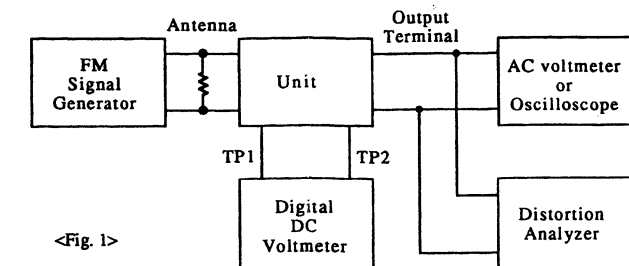 Antenna
Output
Terminal
FM
Signal
Generator
Unit
AC voltmeter
or
Oscilloscope
TP1
TP2
Digital
DC
Voltmeter
Distortion
Analyzer
<Fig. 1>